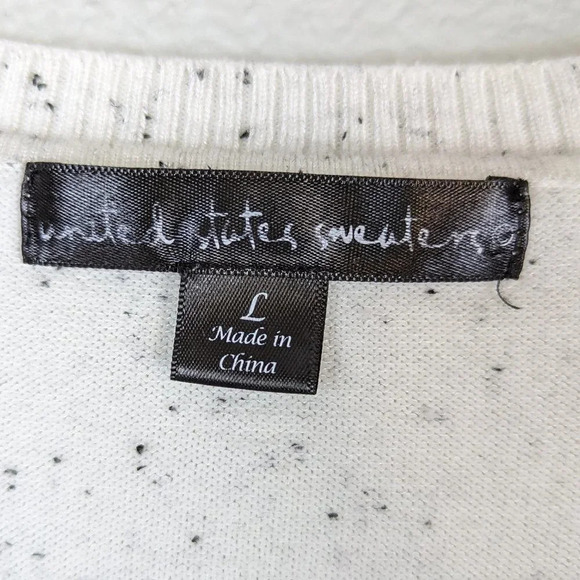 united states sweaters®
L
Made in
China